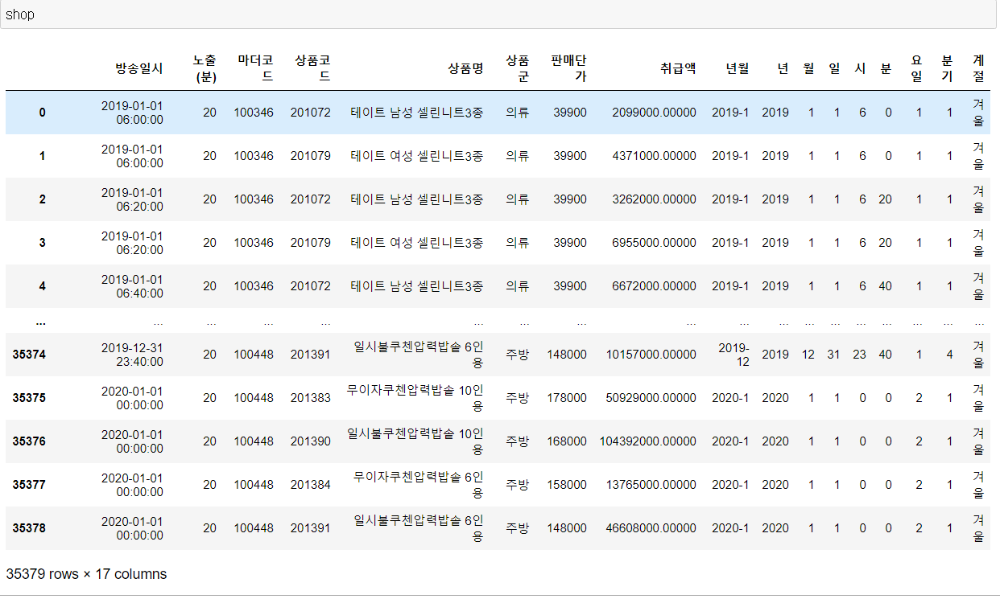 shop
방송일시 노출(분) 마더코드 상품코드 상품명 상품군 판매단가 취급액 년월 년 월 일 시 분 요일 분기 계절
0 2019-01-01 06:00:00 20 100346 201072 테이트 남성 셀린니트3종 의류 39900 2099000.00000 2019-1 2019 1 1 6 0 1 1 겨울
1 2019-01-01 06:00:00 20 100346 201079 테이트 여성 셀린니트3종 의류 39900 4371000.00000 2019-1 2019 1 1 6 0 1 1 겨울
2 2019-01-01 06:20:00 20 100346 201072 테이트 남성 셀린니트3종 의류 39900 3262000.00000 2019-1 2019 1 1 6 20 1 1 겨울
3 2019-01-01 06:20:00 20 100346 201079 테이트 여성 셀린니트3종 의류 39900 6955000.00000 2019-1 2019 1 1 6 20 1 1 겨울
4 2019-01-01 06:40:00 20 100346 201072 테이트 남성 셀린니트3종 의류 39900 6672000.00000 2019-1 2019 1 1 6 40 1 1 겨울
... ... ... ... ... ... ... ... ... ... ... ... ... ... ... ... ... ...
35374 2019-12-31 23:40:00 20 100448 201391 일시불쿠첸압력밥솥 6인용 주방 148000 10157000.00000 2019-12 2019 12 31 23 40 1 4 겨울
35375 2020-01-01 00:00:00 20 100448 201383 무이자쿠첸압력밥솥 10인용 주방 178000 50929000.00000 2020-1 2020 1 1 0 0 2 1 겨울
35376 2020-01-01 00:00:00 20 100448 201390 일시불쿠첸압력밥솥 10인용 주방 168000 104392000.00000 2020-1 2020 1 1 0 0 2 1 겨울
35377 2020-01-01 00:00:00 20 100448 201384 무이자쿠첸압력밥솥 6인용 주방 158000 13765000.00000 2020-1 2020 1 1 0 0 2 1 겨울
35378 2020-01-01 00:00:00 20 100448 201391 일시불쿠첸압력밥솥 6인용 주방 148000 46608000.00000 2020-1 2020 1 1 0 0 2 1 겨울
35379 rows × 17 columns